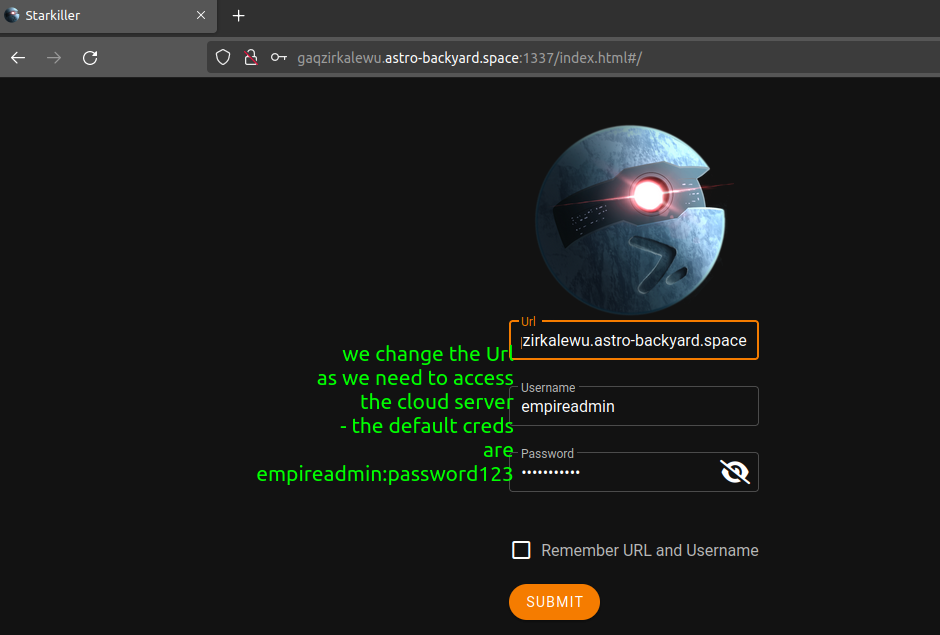 Starkiller
gaqzirkalewu.astro-backyard.space:1337/index.html#/
Url
zirkalewu.astro-backyard.space
we change the Url
as we need to access
the cloud server
- the default creds
are
empireadmin:password123
Username
empireadmin
Password
•••••••••••
Remember URL and Username
SUBMIT